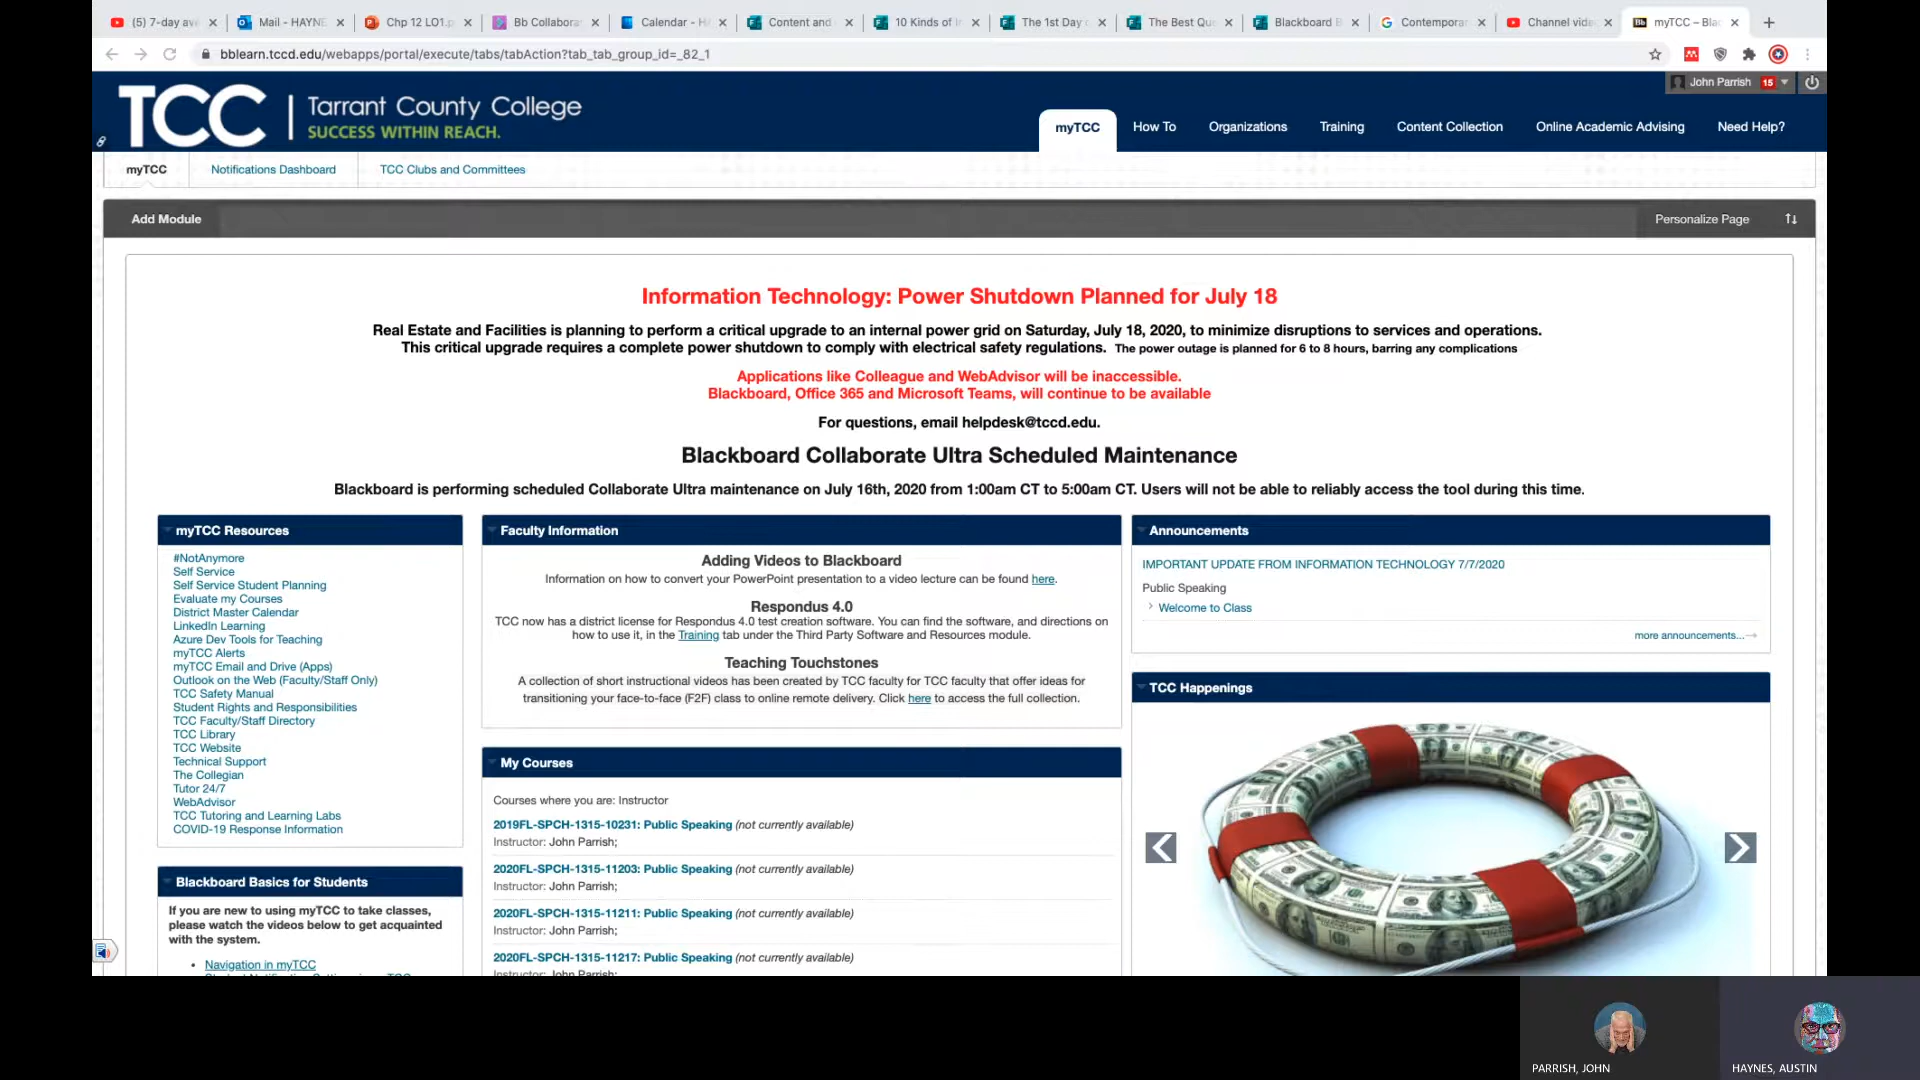 (5) 7-day av
Mail - HAYNE
Chp 12 LO1.p
Bb Collabora
Calendar - H
Content and
10 Kinds of I
The 1st Day o
The Best Qu
Blackboard B
Contempora
Channel vide
myTCC – Blac
bblearn.tccd.edu/webapps/portal/execute/tabs/tabAction?tab_tab_group_id=_82_1
John Parrish 15
TCC | Tarrant County College
SUCCESS WITHIN REACH.
myTCC How To Organizations Training Content Collection Online Academic Advising Need Help?
myTCC Notifications Dashboard TCC Clubs and Committees
Add Module
Personalize Page
Information Technology: Power Shutdown Planned for July 18
Real Estate and Facilities is planning to perform a critical upgrade to an internal power grid on Saturday, July 18, 2020, to minimize disruptions to services and operations.
This critical upgrade requires a complete power shutdown to comply with electrical safety regulations. The power outage is planned for 6 to 8 hours, barring any complications
Applications like Colleague and WebAdvisor will be inaccessible.
Blackboard, Office 365 and Microsoft Teams, will continue to be available
For questions, email helpdesk@tccd.edu.
Blackboard Collaborate Ultra Scheduled Maintenance
Blackboard is performing scheduled Collaborate Ultra maintenance on July 16th, 2020 from 1:00am CT to 5:00am CT. Users will not be able to reliably access the tool during this time.
myTCC Resources
#NotAnymore
Self Service
Self Service Student Planning
Evaluate my Courses
District Master Calendar
LinkedIn Learning
Azure Dev Tools for Teaching
myTCC Alerts
myTCC Email and Drive (Apps)
Outlook on the Web (Faculty/Staff Only)
TCC Safety Manual
Student Rights and Responsibilities
TCC Faculty/Staff Directory
TCC Library
TCC Website
Technical Support
The Collegian
Tutor 24/7
WebAdvisor
TCC Tutoring and Learning Labs
COVID-19 Response Information
Blackboard Basics for Students
If you are new to using myTCC to take classes,
please watch the videos below to get acquainted
with the system.
Navigation in myTCC
Faculty Information
Adding Videos to Blackboard
Information on how to convert your PowerPoint presentation to a video lecture can be found here.
Respondus 4.0
TCC now has a district license for Respondus 4.0 test creation software. You can find the software, and directions on
how to use it, in the Training tab under the Third Party Software and Resources module.
Teaching Touchstones
A collection of short instructional videos has been created by TCC faculty for TCC faculty that offer ideas for
transitioning your face-to-face (F2F) class to online remote delivery. Click here to access the full collection.
My Courses
Courses where you are: Instructor
2019FL-SPCH-1315-10231: Public Speaking (not currently available)
Instructor: John Parrish;
2020FL-SPCH-1315-11203: Public Speaking (not currently available)
Instructor: John Parrish;
2020FL-SPCH-1315-11211: Public Speaking (not currently available)
Instructor: John Parrish;
2020FL-SPCH-1315-11217: Public Speaking (not currently available)
Instructor: John Parrish;
Announcements
IMPORTANT UPDATE FROM INFORMATION TECHNOLOGY 7/7/2020
Public Speaking
Welcome to Class
more announcements...
TCC Happenings
PARRISH, JOHN
HAYNES, AUSTIN